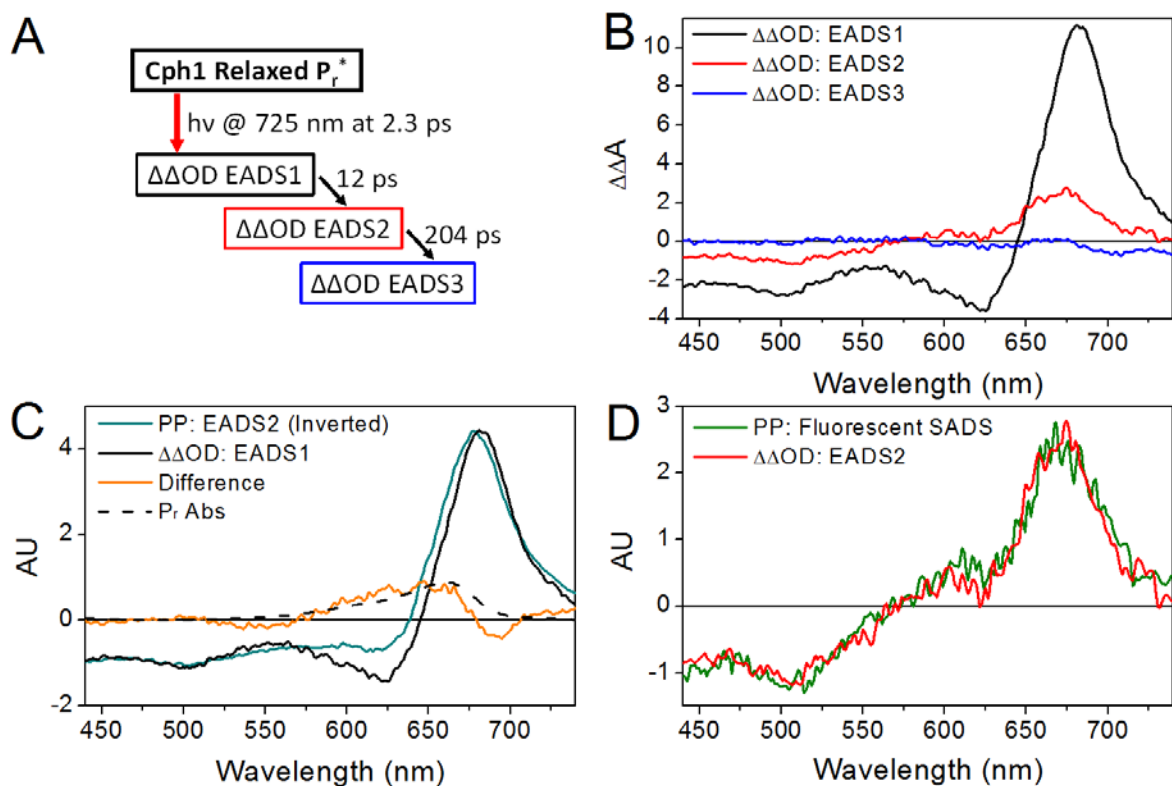 A
Cph1 Relaxed Pr*
hν @ 725 nm at 2.3 ps
ΔΔOD EADS1
12 ps
ΔΔOD EADS2
204 ps
ΔΔOD EADS3
B
ΔΔOD: EADS1
ΔΔOD: EADS2
ΔΔOD: EADS3
10
8
6
4
2
0
-2
-4
ΔΔA
450 500 550 600 650 700
Wavelength (nm)
C
PP: EADS2 (Inverted)
ΔΔOD: EADS1
Difference
Pr Abs
4
2
0
-2
AU
450 500 550 600 650 700
Wavelength (nm)
D
PP: Fluorescent SADS
ΔΔOD: EADS2
3
2
1
0
-1
AU
450 500 550 600 650 700
Wavelength (nm)